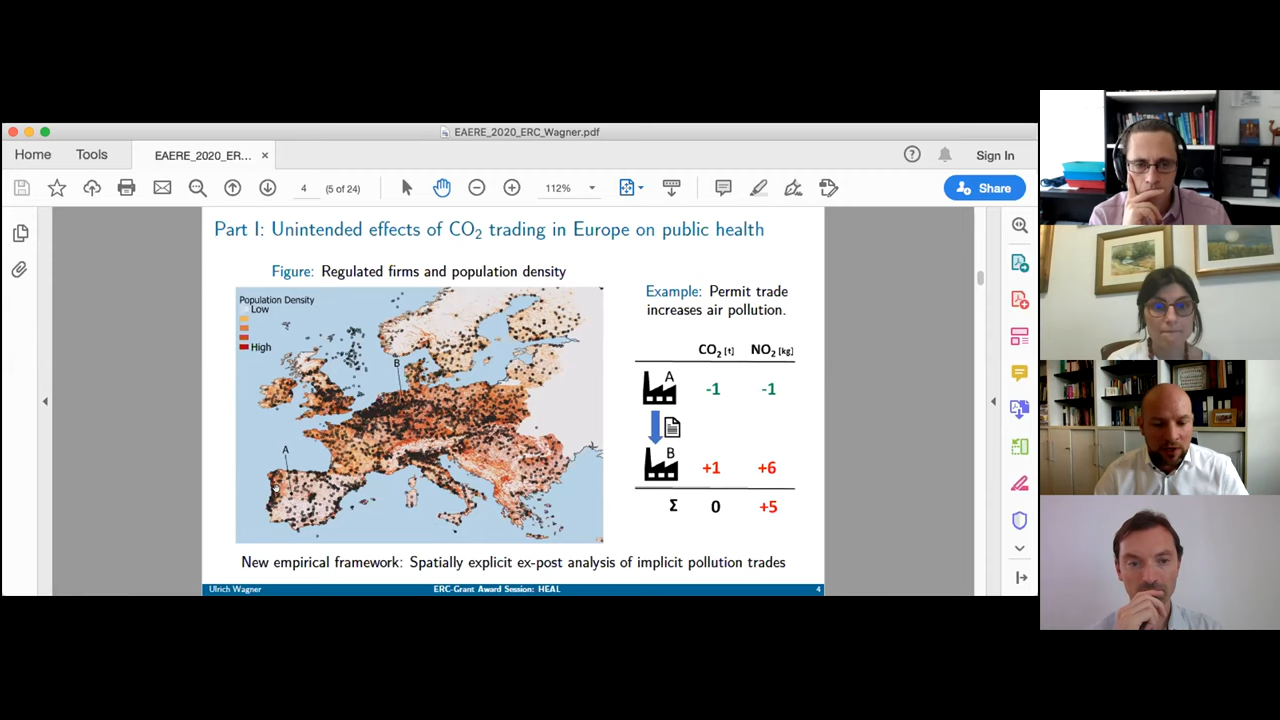 EAERE_2020_ERC_Wagner.pdf
Home
Tools
EAERE_2020_ER... ×
Sign In
4 (5 of 24)
112%
Share
Part I: Unintended effects of CO₂ trading in Europe on public health
Figure: Regulated firms and population density
Population Density
Low
High
A
B
Example: Permit trade
increases air pollution.
CO₂ [t] NO₂ [kg]
A -1 -1
B +1 +6
Σ 0 +5
New empirical framework: Spatially explicit ex-post analysis of implicit pollution trades
Ulrich Wagner ERC-Grant Award Session: HEAL 4